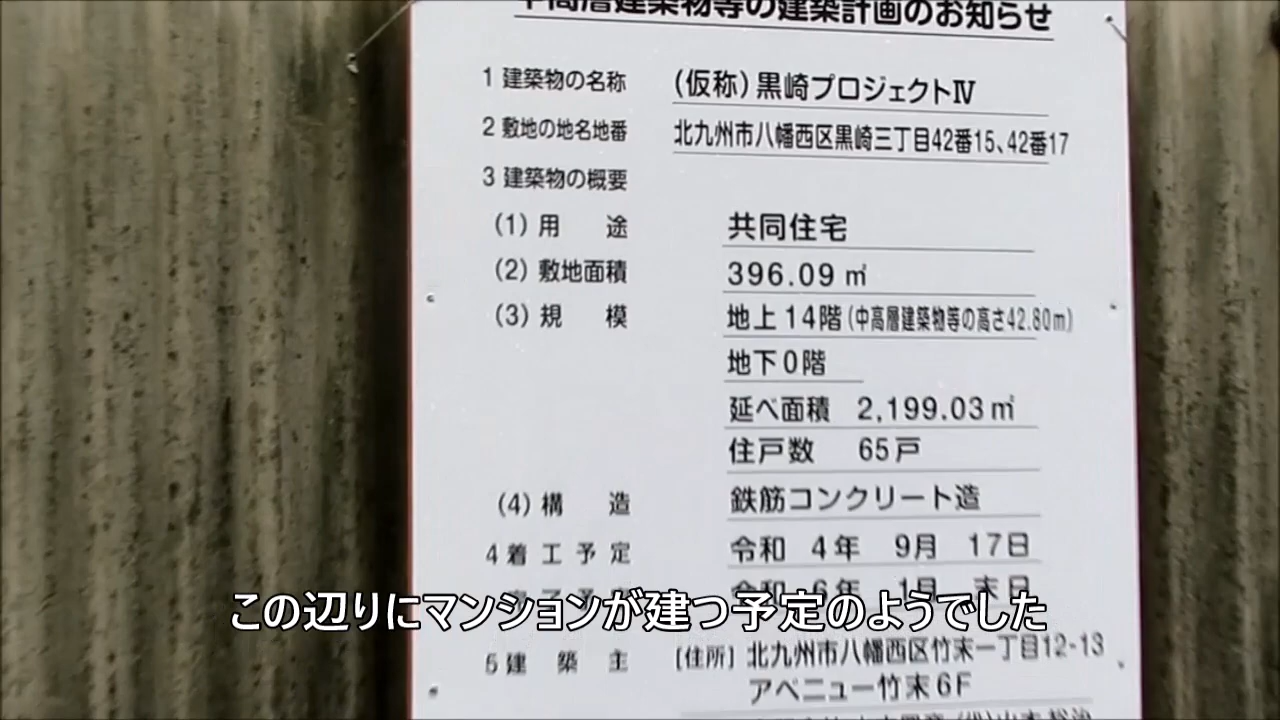 中高層建築物等の建築計画のお知らせ
1 建築物の名称 (仮称)黒崎プロジェクトⅣ
2 敷地の地名地番 北九州市八幡西区黒崎三丁目42番15、42番17
3 建築物の概要
(1) 用 途 共同住宅
(2) 敷地面積 396.09㎡
(3) 規 模 地上14階(中高層建築物等の高さ42.80m)
地下0階
延べ面積 2,199.03㎡
住戸数 65戸
(4) 構 造 鉄筋コンクリート造
4 着工予定 令和 4年 9月 17日
令和 6年 1月 末日
この辺りにマンションが建つ予定のようでした
5 建 築 主 [住所] 北九州市八幡西区竹末一丁目12-13
アベニュー竹末6F